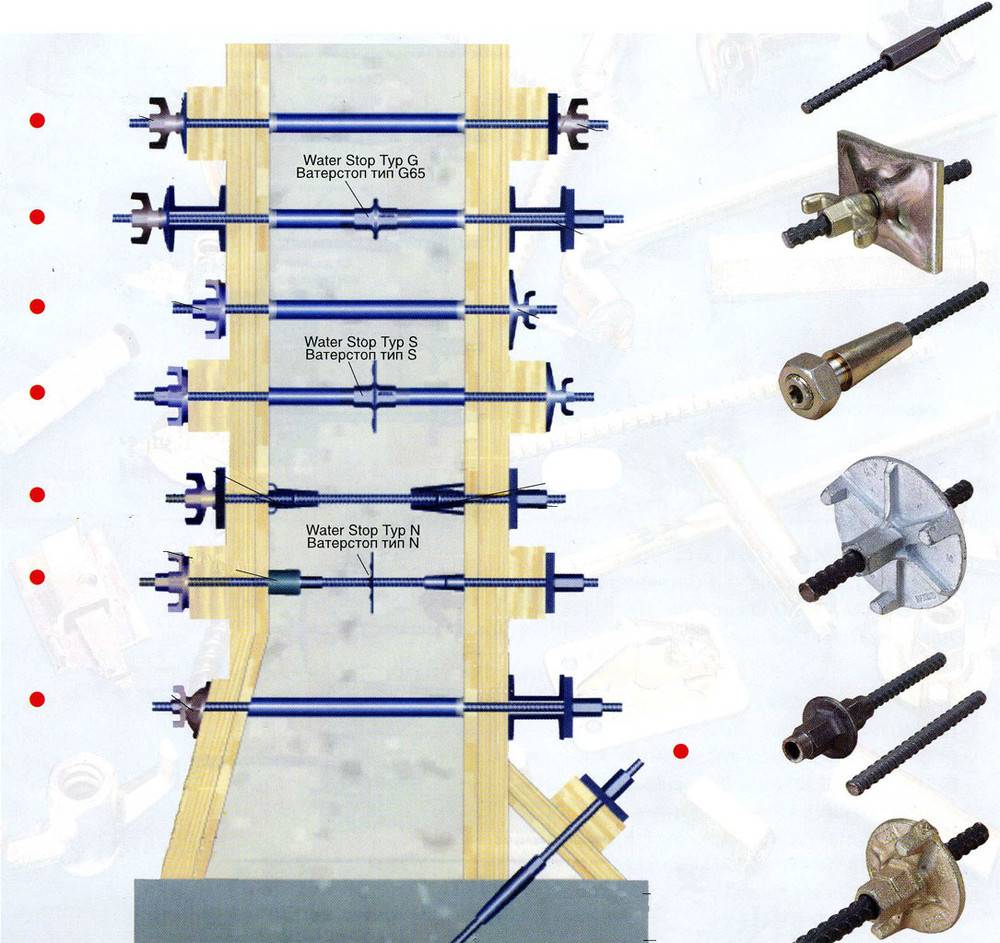 Water Stop Typ G
Ватерстоп тип G65
Water Stop Typ S
Ватерстоп тип S
Water Stop Typ N
Ватерстоп тип N